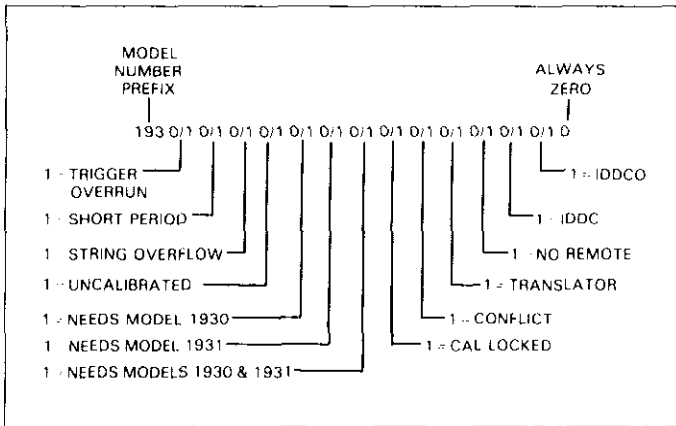 MODEL
NUMBER
PREFIX
ALWAYS
ZERO
193 0/1 0/1 0/1 0/1 0/1 0/1 0/1 0/1 0/1 0/1 0/1 0/1 0/1 0
1 = TRIGGER
OVERRUN
1 = IDDCO
1 = SHORT PERIOD
1 = IDDC
1 STRING OVERFLOW
1 = NO REMOTE
1 = UNCALIBRATED
1 = TRANSLATOR
1 = NEEDS MODEL 1930
1 = CONFLICT
1 NEEDS MODEL 1931
1 = CAL LOCKED
1 = NEEDS MODELS 1930 & 1931